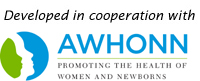 Developed in cooperation with
AWHONN
PROMOTING THE HEALTH OF
WOMEN AND NEWBORNS